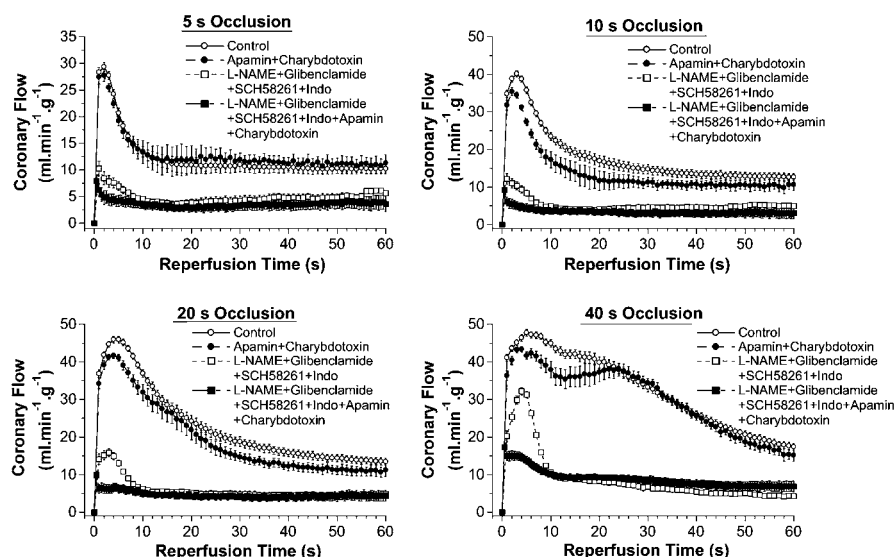 5 s Occlusion
Control
Apamin+Charybdotoxin
L-NAME+Glibenclamide
+SCH58261+Indo
L-NAME+Glibenclamide
+SCH58261+Indo+Apamin
+Charybdotoxin
Coronary Flow
(ml.min⁻¹.g⁻¹)
35
30
25
20
15
10
5
0
0 10 20 30 40 50 60
Reperfusion Time (s)
10 s Occlusion
Control
Apamin+Charybdotoxin
L-NAME+Glibenclamide
+SCH58261+Indo
L-NAME+Glibenclamide
+SCH58261+Indo+Apamin
+Charybdotoxin
Coronary Flow
(ml.min⁻¹.g⁻¹)
50
40
30
20
10
0
0 10 20 30 40 50 60
Reperfusion Time (s)
20 s Occlusion
Control
Apamin+Charybdotoxin
L-NAME+Glibenclamide
+SCH58261+Indo
L-NAME+Glibenclamide
+SCH58261+Indo+Apamin
+Charybdotoxin
Coronary Flow
(ml.min⁻¹.g⁻¹)
50
40
30
20
10
0
0 10 20 30 40 50 60
Reperfusion Time (s)
40 s Occlusion
Control
Apamin+Charybdotoxin
L-NAME+Glibenclamide
+SCH58261+Indo
L-NAME+Glibenclamide
+SCH58261+Indo+Apamin
+Charybdotoxin
Coronary Flow
(ml.min⁻¹.g⁻¹)
50
40
30
20
10
0
0 10 20 30 40 50 60
Reperfusion Time (s)